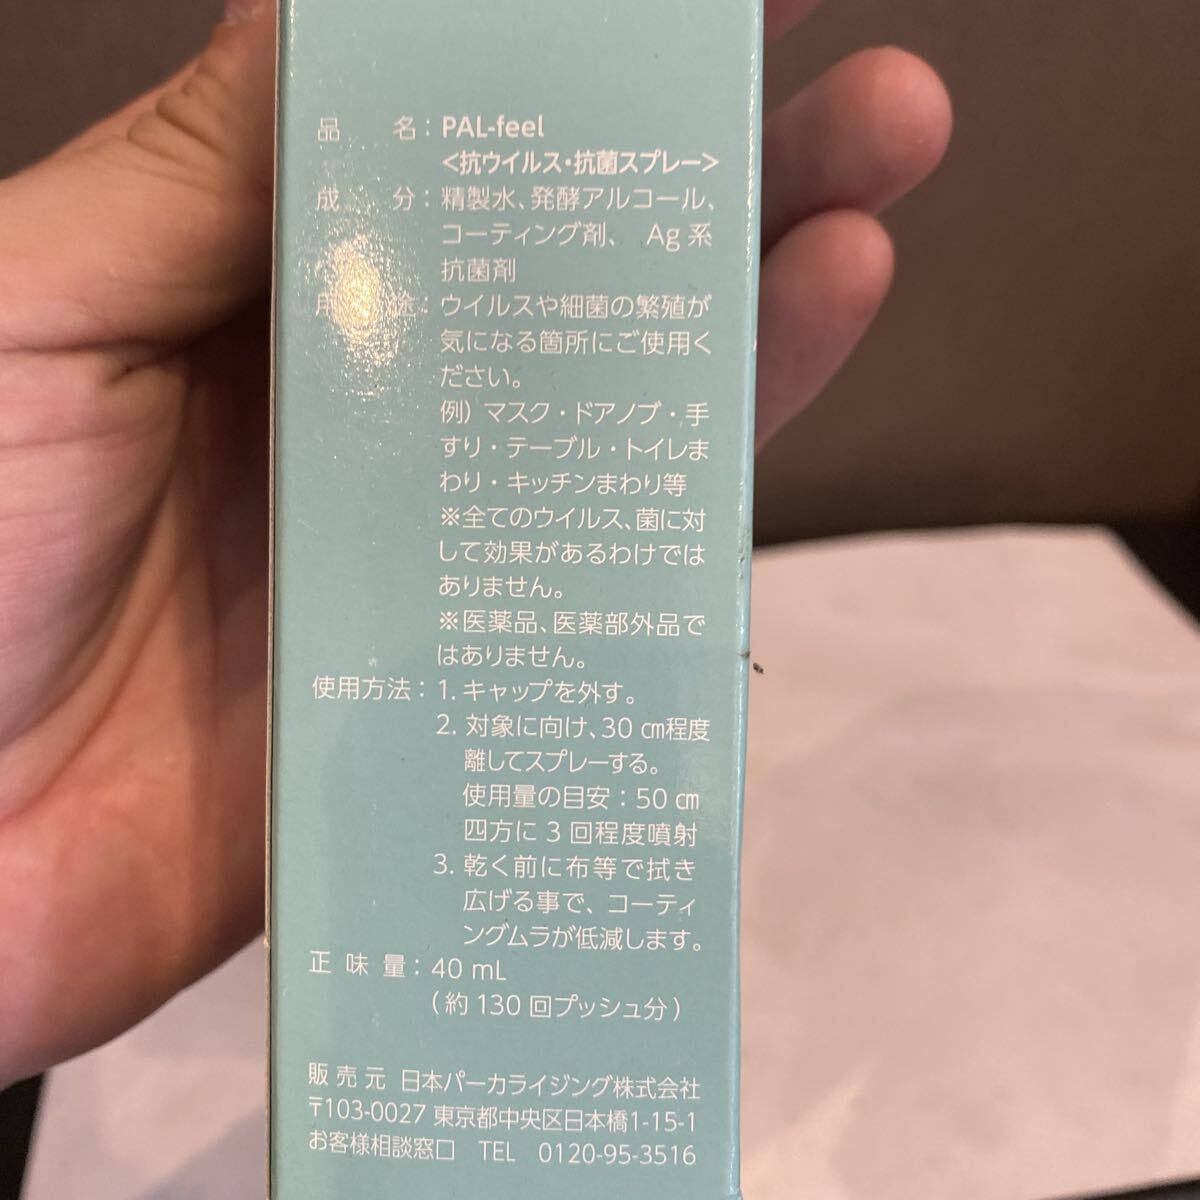 品　　名：PAL-feel
<抗ウイルス・抗菌スプレー>
成　　分：精製水、発酵アルコール、
コーティング剤、 Ag系
抗菌剤
用　　途：ウイルスや細菌の繁殖が
気になる箇所にご使用く
ださい。
例）マスク・ドアノブ・手
すり・テーブル・トイレま
わり・キッチンまわり等
※全てのウイルス、菌に対
して効果があるわけでは
ありません。
※医薬品、医薬部外品で
はありません。
使用方法：1. キャップを外す。
2. 対象に向け、30㎝程度
離してスプレーする。
使用量の目安：50㎝
四方に3回程度噴射
3. 乾く前に布等で拭き
広げる事で、コーティ
ングムラが低減します。
正 味 量：40 mL
（約130回プッシュ分）
販 売 元 日本パーカライジング株式会社
〒103-0027 東京都中央区日本橋1-15-1
お客様相談窓口 TEL 0120-95-3516